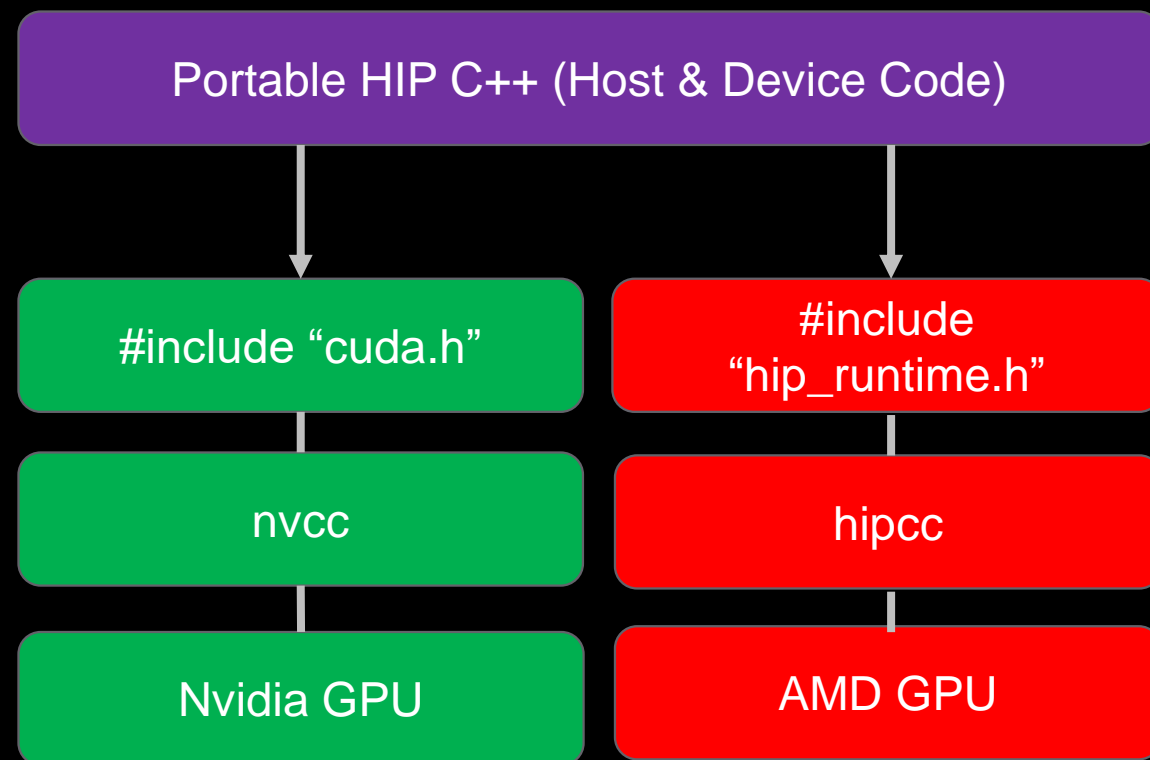 Portable HIP C++ (Host & Device Code)
#include “cuda.h”
#include
“hip_runtime.h”
nvcc
hipcc
Nvidia GPU
AMD GPU